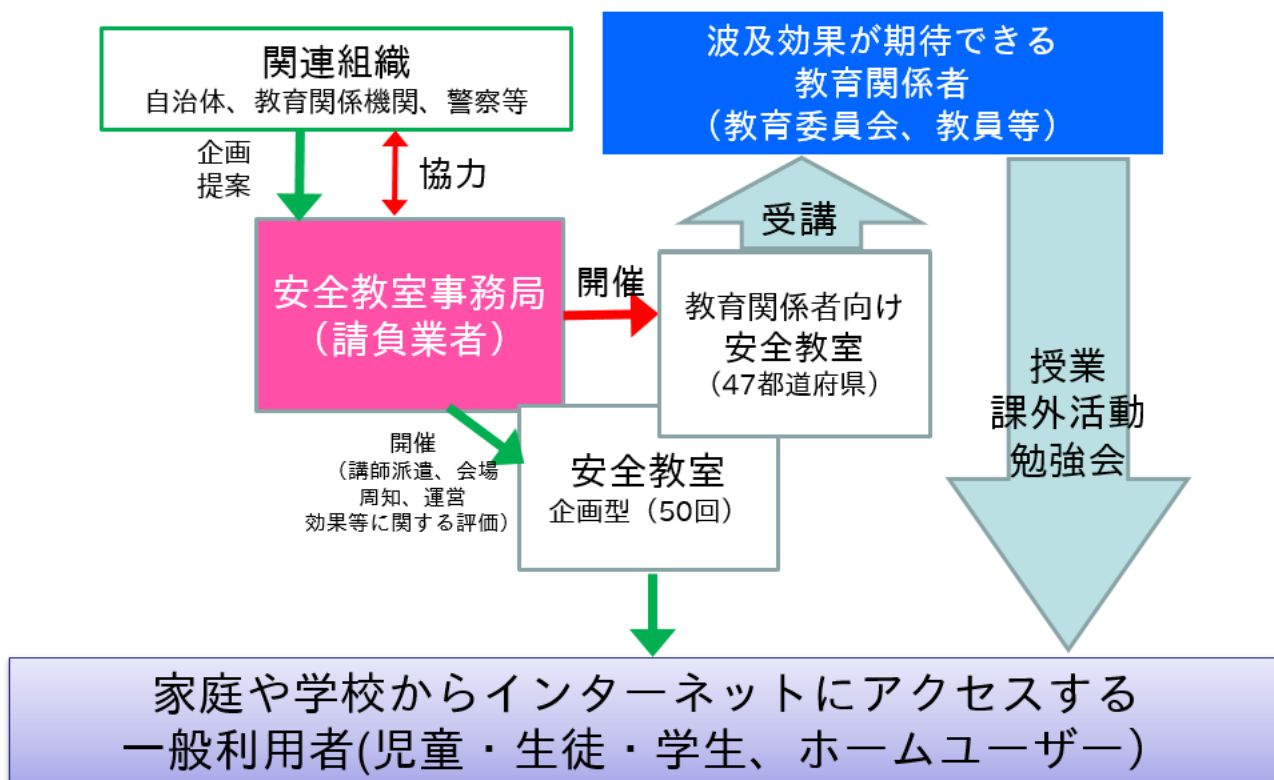 関連組織
自治体、教育関係機関、警察等
波及効果が期待できる
教育関係者
（教育委員会、教員等）
企画
提案
協力
受講
安全教室事務局
（請負業者）
開催
教育関係者向け
安全教室
（47都道府県）
授業
課外活動
勉強会
開催
（講師派遣、会場
周知、運営
効果等に関する評価）
安全教室
企画型（50回）
家庭や学校からインターネットにアクセスする
一般利用者(児童・生徒・学生、ホームユーザー）